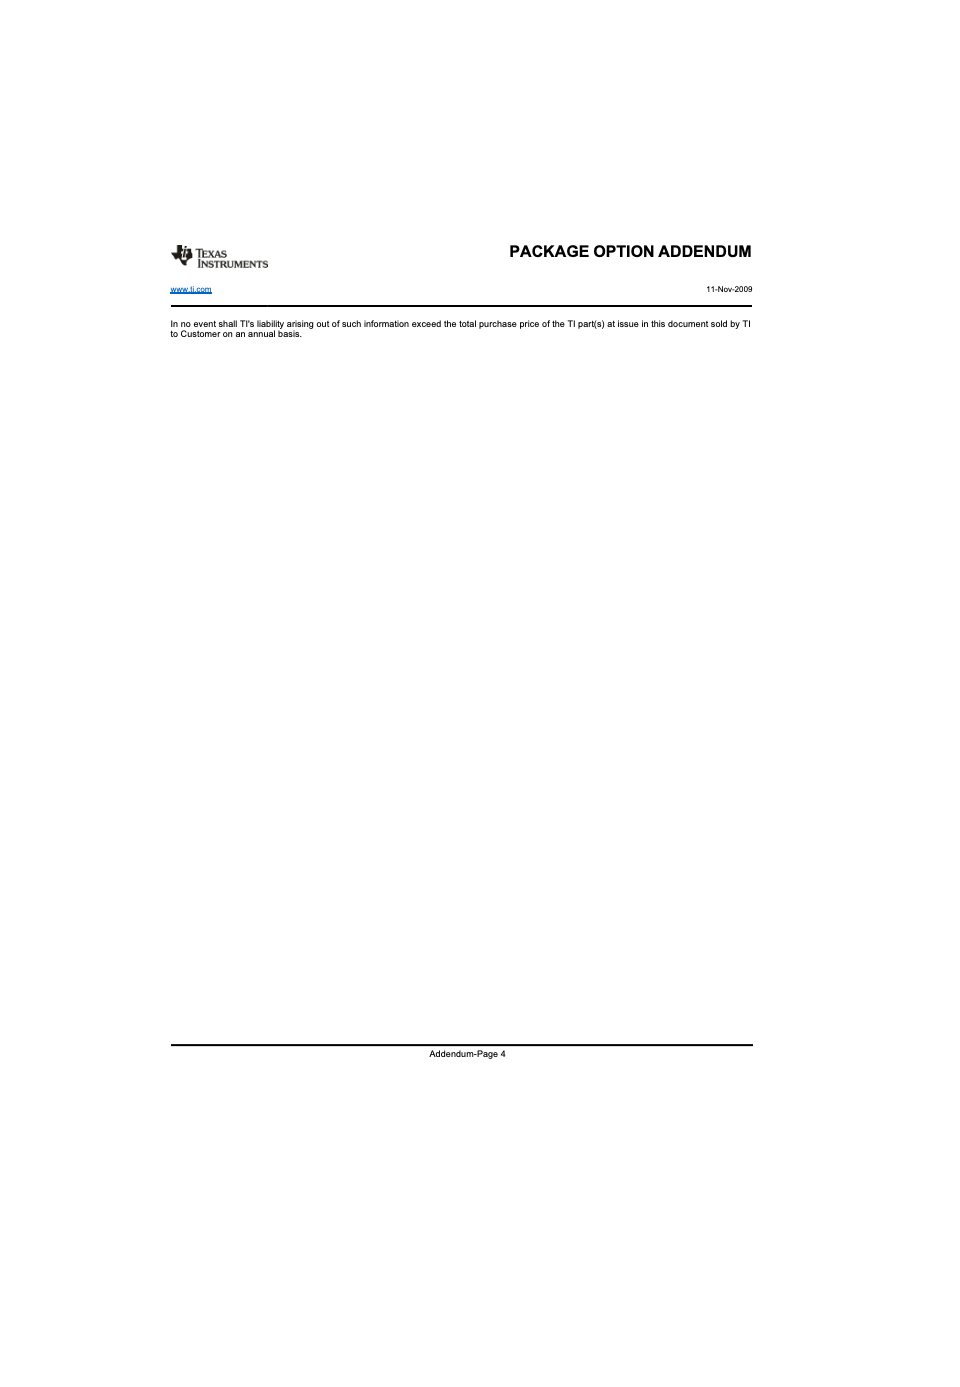 TEXAS
INSTRUMENTS
PACKAGE OPTION ADDENDUM
www.ti.com
11-Nov-2009
In no event shall TI's liability arising out of such information exceed the total purchase price of the TI part(s) at issue in this document sold by TI
to Customer on an annual basis.
Addendum-Page 4